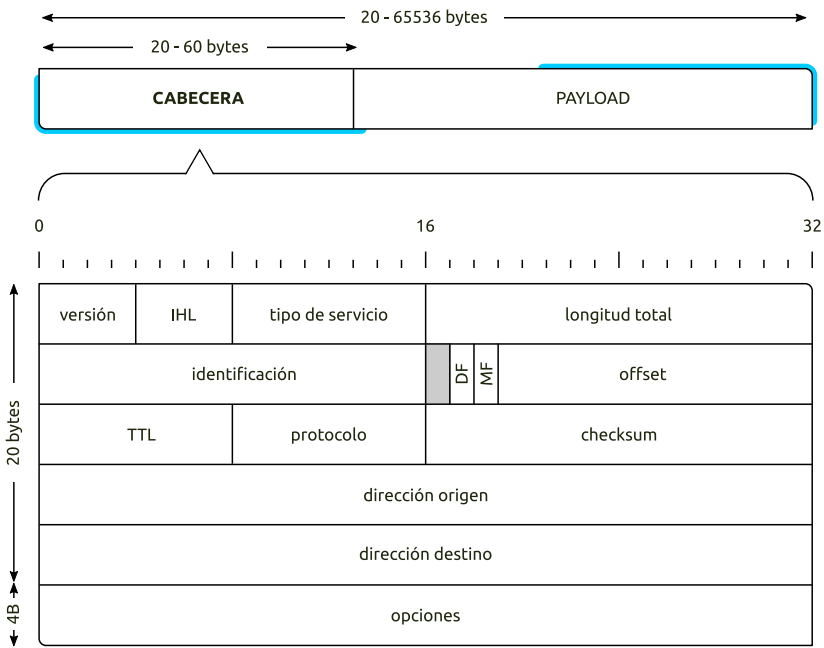 20 - 65536 bytes
20 - 60 bytes
CABECERA PAYLOAD
0 16 32
versión IHL tipo de servicio longitud total
identificación DF MF offset
TTL protocolo checksum
20 bytes
dirección origen
dirección destino
4B
opciones